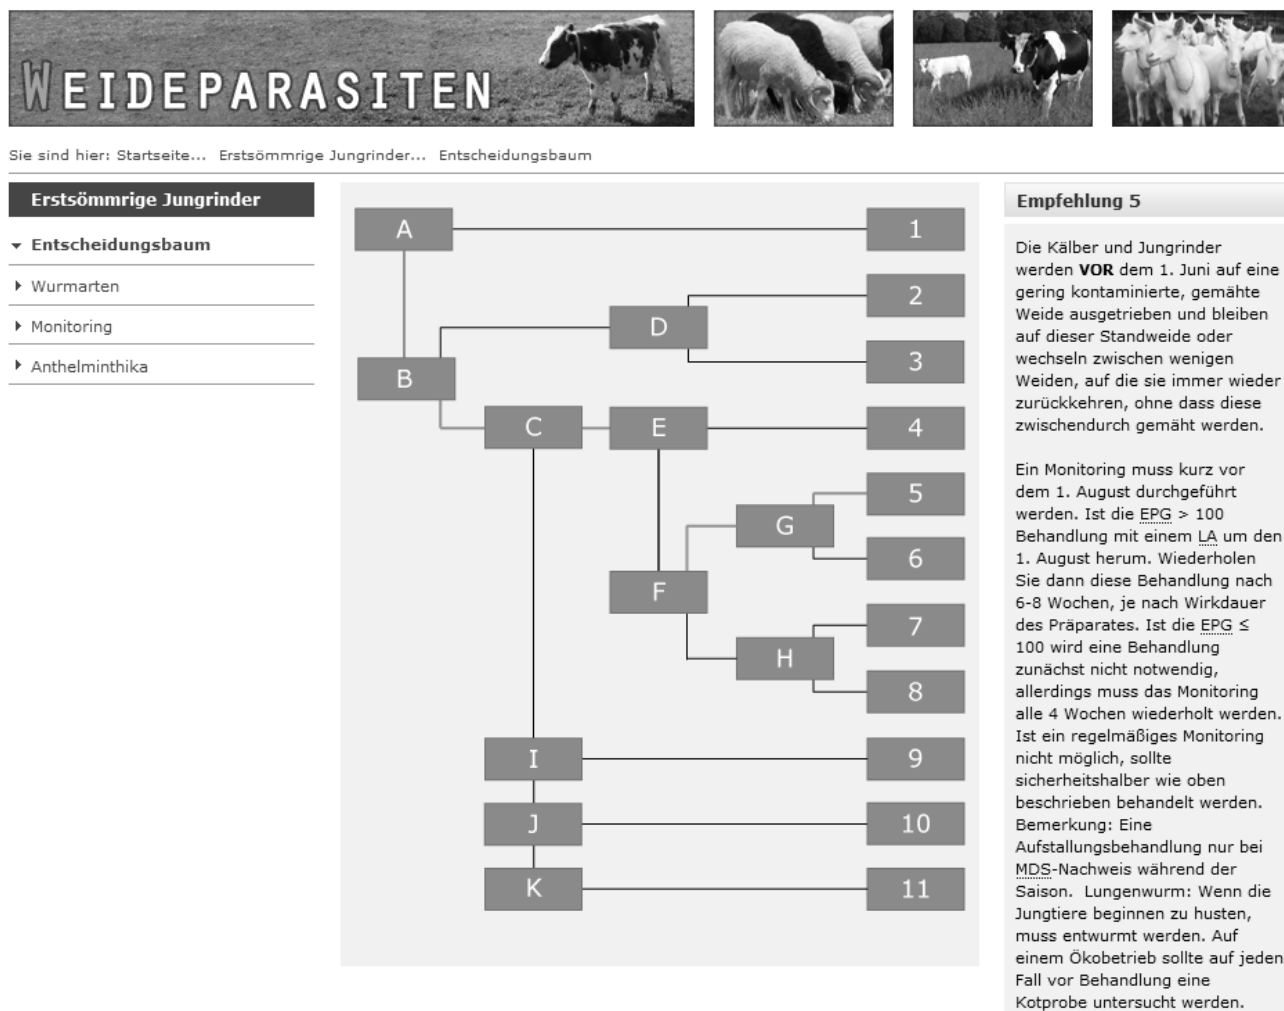 WEIDEPARASITEN
Sie sind hier: Startseite... Erstsömmrige Jungrinder... Entscheidungsbaum
Erstsömmrige Jungrinder
Entscheidungsbaum
Wurmarten
Monitoring
Anthelminthika
A
1
2
D
3
B
C
E
4
5
G
6
F
7
H
8
I
9
J
10
K
11
Empfehlung 5
Die Kälber und Jungrinder
werden VOR dem 1. Juni auf eine
gering kontaminierte, gemähte
Weide ausgetrieben und bleiben
auf dieser Standweide oder
wechseln zwischen wenigen
Weiden, auf die sie immer wieder
zurückkehren, ohne dass diese
zwischendurch gemäht werden.
Ein Monitoring muss kurz vor
dem 1. August durchgeführt
werden. Ist die EPG > 100
Behandlung mit einem LA um den
1. August herum. Wiederholen
Sie dann diese Behandlung nach
6-8 Wochen, je nach Wirkdauer
des Präparates. Ist die EPG ≤
100 wird eine Behandlung
zunächst nicht notwendig,
allerdings muss das Monitoring
alle 4 Wochen wiederholt werden.
Ist ein regelmäßiges Monitoring
nicht möglich, sollte
sicherheitshalber wie oben
beschrieben behandelt werden.
Bemerkung: Eine
Aufstallungsbehandlung nur bei
MDS-Nachweis während der
Saison. Lungenwurm: Wenn die
Jungtiere beginnen zu husten,
muss entwurmt werden. Auf
einem Ökobetrieb sollte auf jeden
Fall vor Behandlung eine
Kotprobe untersucht werden.